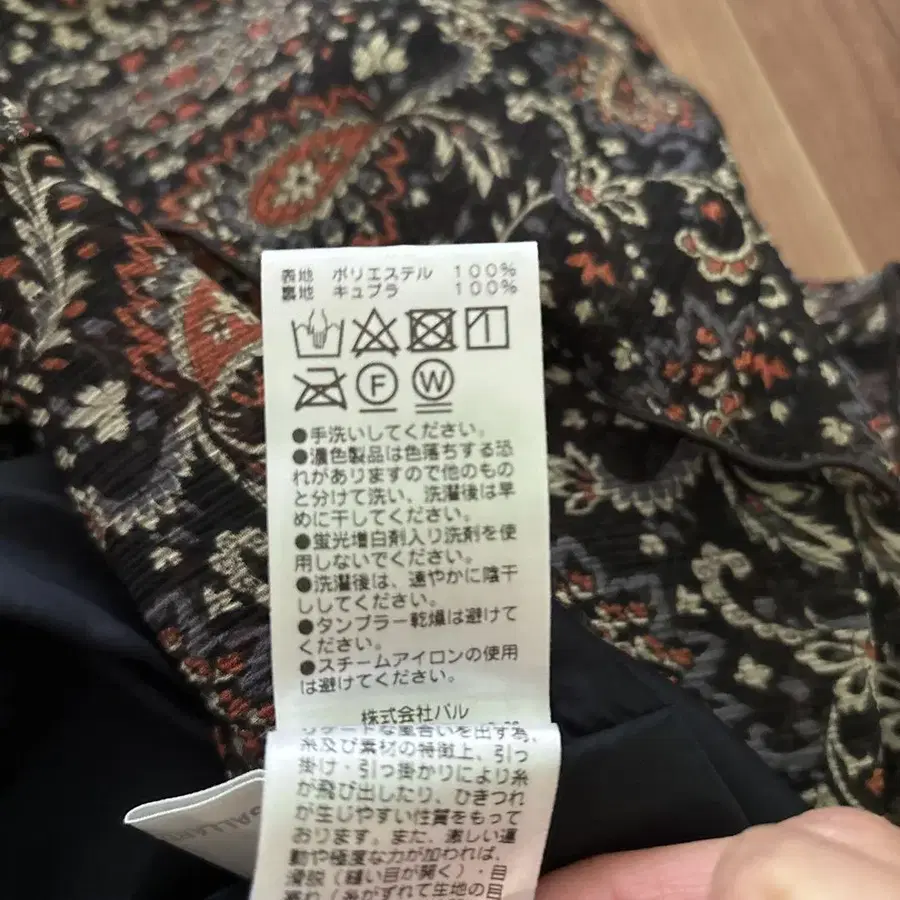 表地 ポリエステル 100%
裏地 キュプラ 100%
F W
●手洗いしてください。
●濃色製品は色落ちする恐
れがありますので他のもの
と分けて洗い、洗濯後は早
めに干してください。
●蛍光増白剤入り洗剤を使
用しないでください。
●洗濯後は、速やかに陰干
ししてください。
●タンブラー乾燥は避けて
ください。
●スチームアイロンの使用
は避けてください。
株式会社パル
な風合いを出す為、
糸及び素材の特徴上、引っ
掛け・引っ掛かりにより糸
が飛び出したり、ひきつれ
が生じやすい性質をもって
おります。また、激しい運
動や極度な力が加われば、
滑脱(縫い目が開く)・目
(糸がずれて生地の目